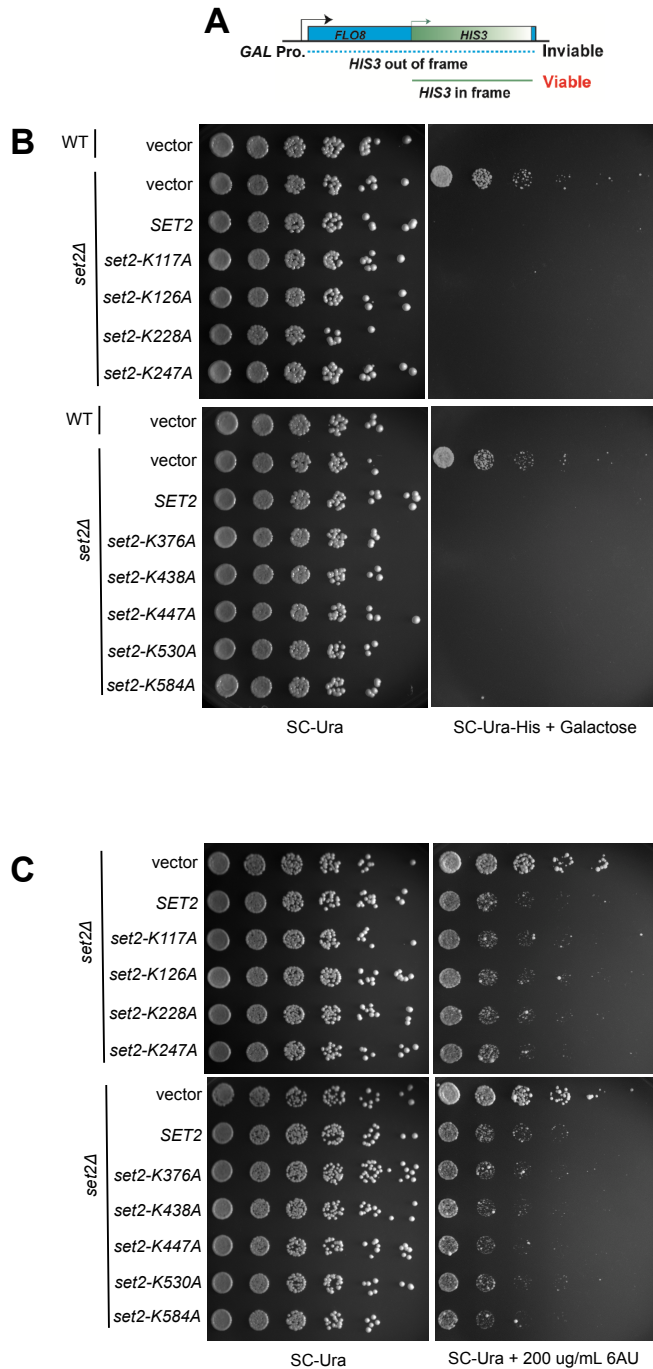 A
FLO8 HIS3
GAL Pro. Inviable
HIS3 out of frame
Viable
HIS3 in frame
B
WT vector
set2Δ
vector
SET2
set2-K117A
set2-K126A
set2-K228A
set2-K247A
WT vector
set2Δ
vector
SET2
set2-K376A
set2-K438A
set2-K447A
set2-K530A
set2-K584A
SC-Ura SC-Ura-His + Galactose
C
set2Δ
vector
SET2
set2-K117A
set2-K126A
set2-K228A
set2-K247A
set2Δ
vector
SET2
set2-K376A
set2-K438A
set2-K447A
set2-K530A
set2-K584A
SC-Ura SC-Ura + 200 ug/mL 6AU